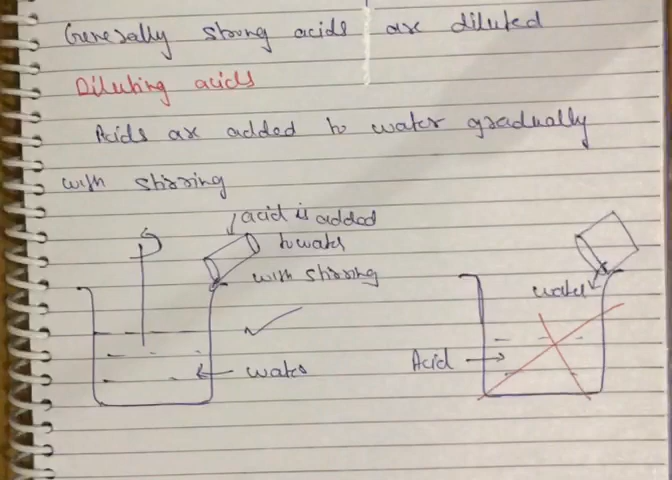 Generally strong acids are diluted
Diluting acids
Acids are added to water gradually
with stirring
acid is added
to water
with stirring
water
water
Acid